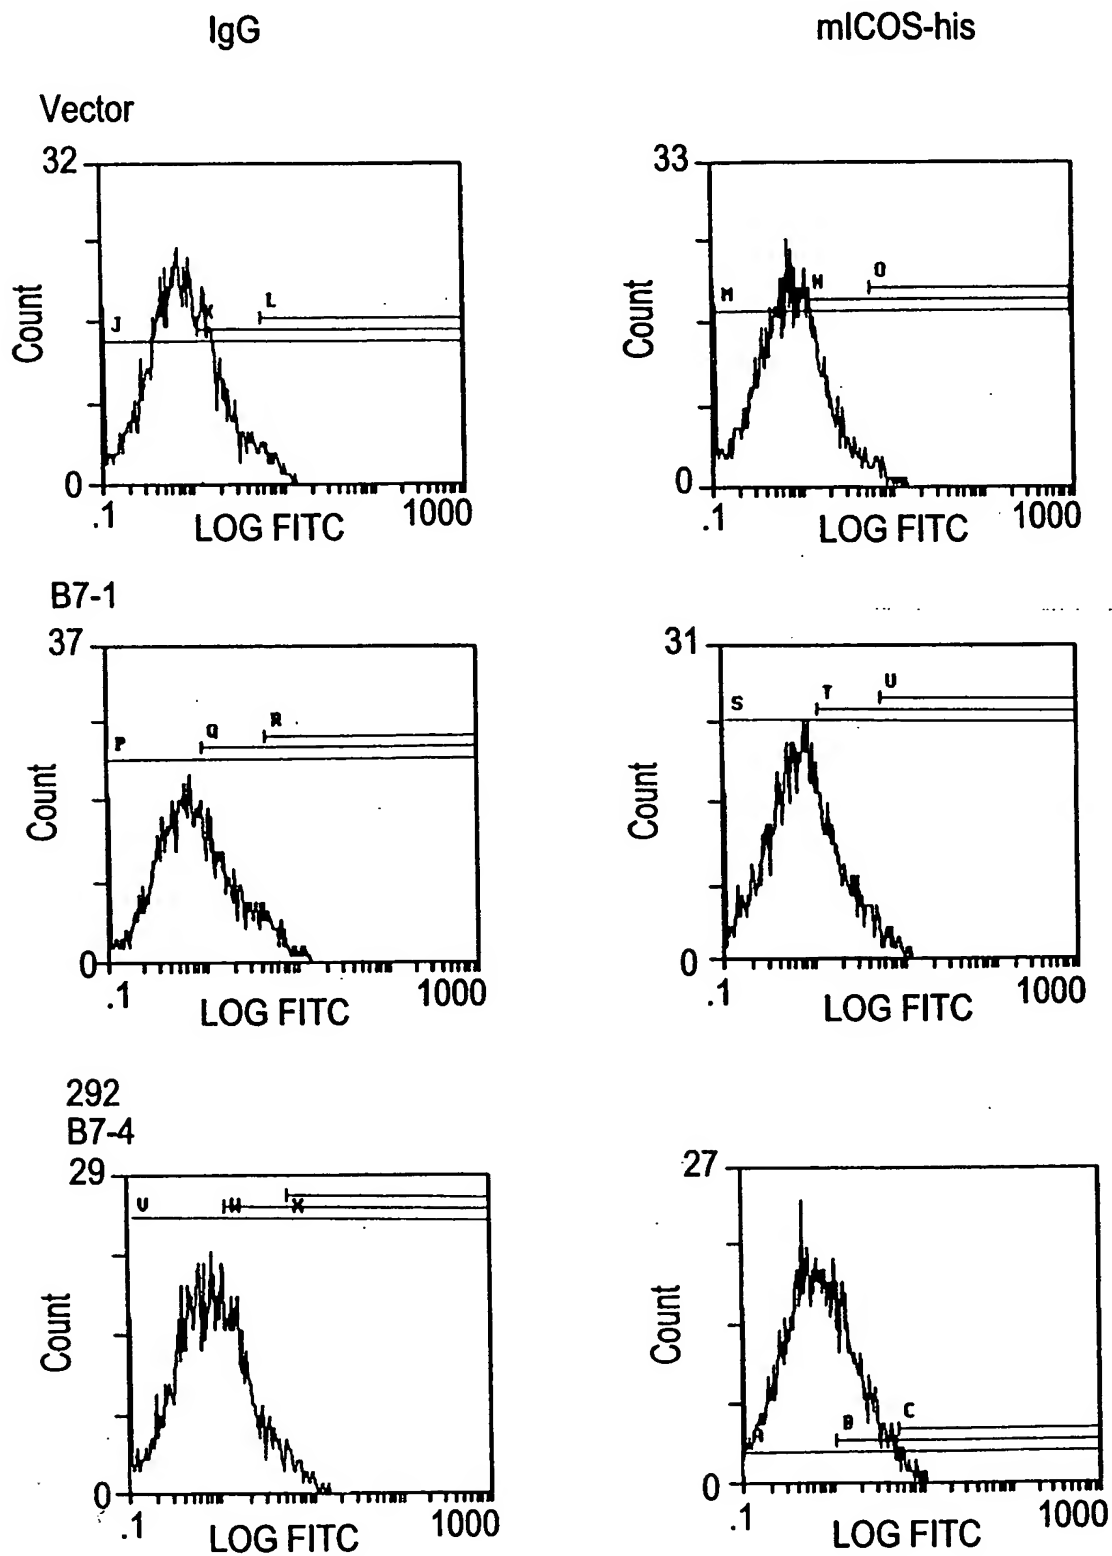 IgG
mICOS-his
Vector
32
Count
J
K
L
0
.1
LOG FITC
1000
33
Count
M
N
O
0
.1
LOG FITC
1000
B7-1
37
Count
P
Q
R
0
.1
LOG FITC
1000
31
Count
S
T
U
0
.1
LOG FITC
1000
292
B7-4
29
Count
V
W
X
0
.1
LOG FITC
1000
27
Count
A
B
C
0
.1
LOG FITC
1000